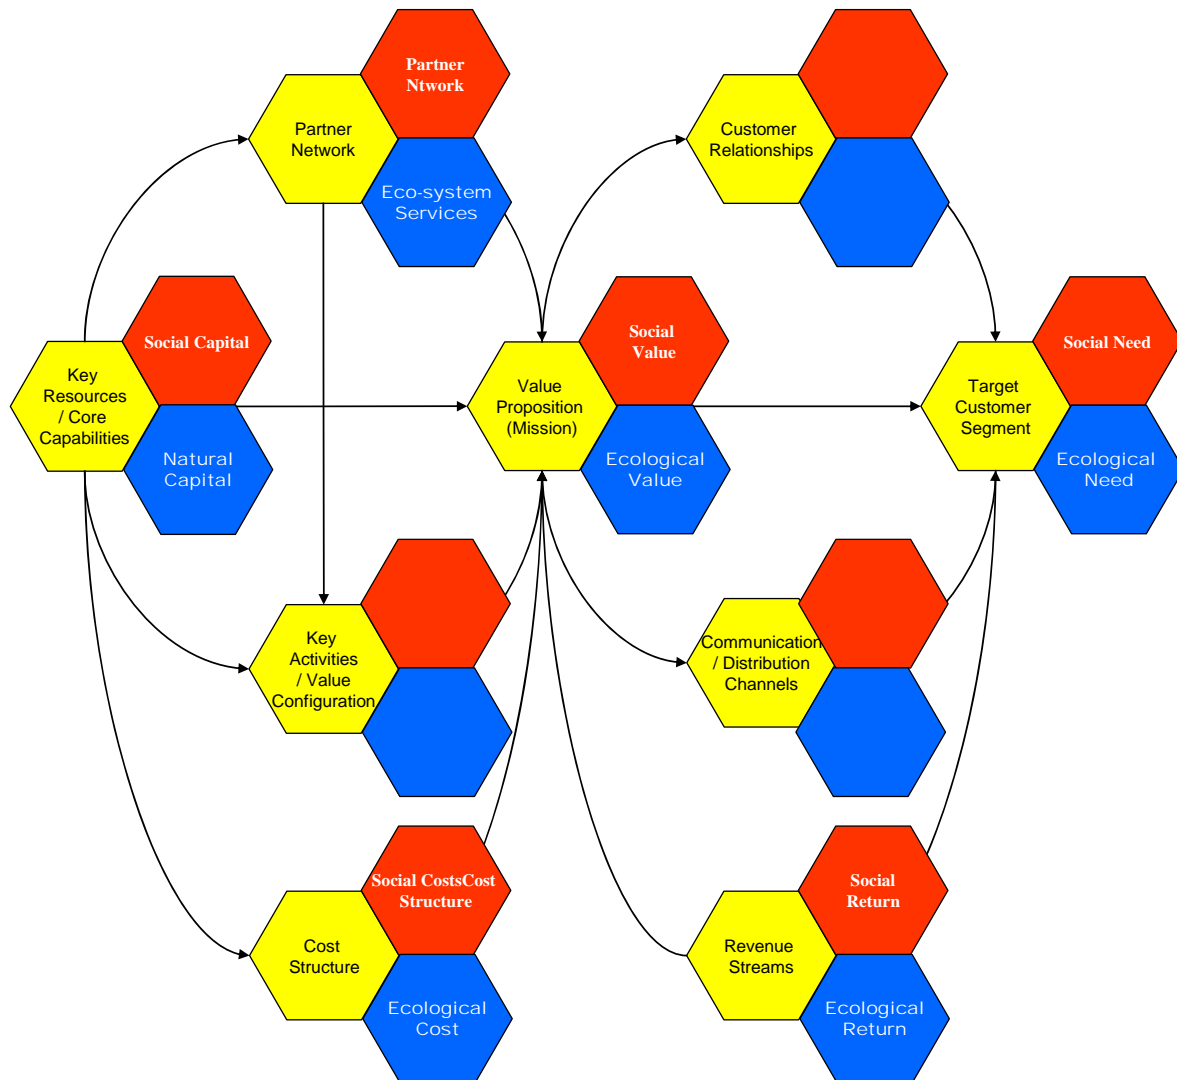 Partner
Ntwork
Partner
Network
Eco-system
Services
Customer
Relationships
Social Capital
Key
Resources
/ Core
Capabilities
Natural
Capital
Social
Value
Value
Proposition
(Mission)
Ecological
Value
Social Need
Target
Customer
Segment
Ecological
Need
Key
Activities
/ Value
Configuration
Communication
/ Distribution
Channels
Social CostsCost
Structure
Cost
Structure
Ecological
Cost
Social
Return
Revenue
Streams
Ecological
Return